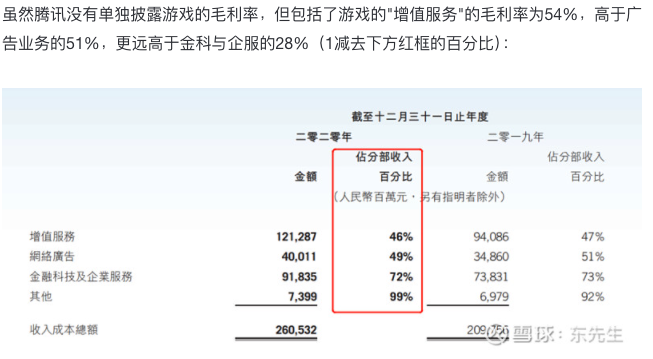 虽然腾讯没有单独披露游戏的毛利率，但包括了游戏的"增值服务"的毛利率为54%，高于广
告业务的51%，更远高于金科与企服的28%（1减去下方红框的百分比）：
截至十二月三十一日止年度
二零二零年 二零一九年
佔分部收入 佔分部收入
金額 百分比 金額 百分比
（人民幣百萬元，另有指明者除外）
增值服務 121,287 46% 94,086 47%
網絡廣告 40,011 49% 34,860 51%
金融科技及企業服務 91,835 72% 73,831 73%
其他 7,399 99% 6,979 92%
收入成本總額 260,532 209,756
雪球：东先生